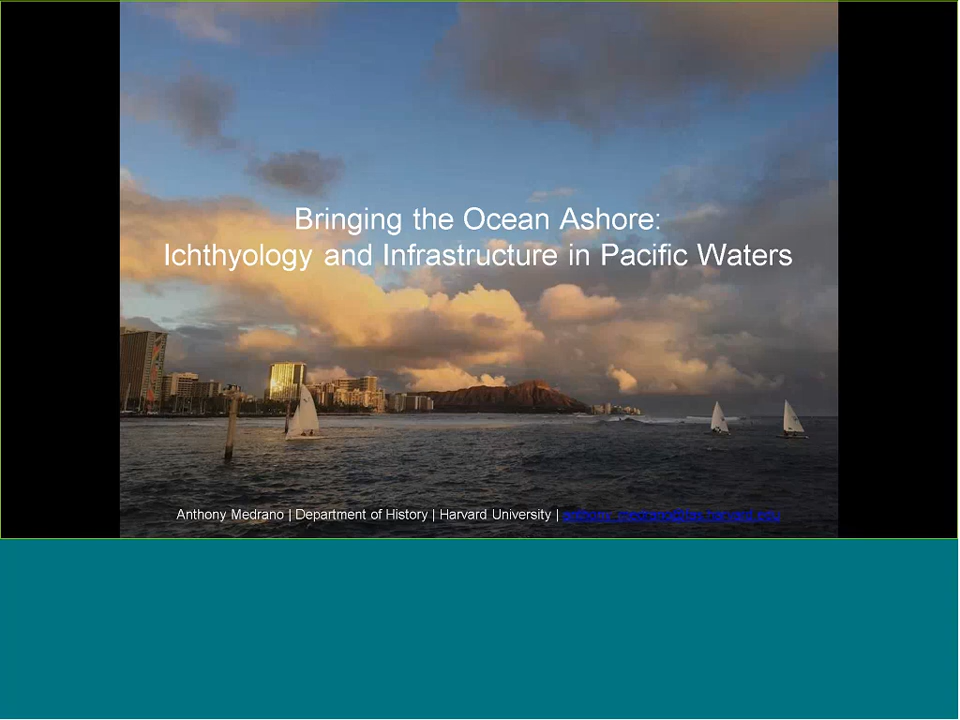 Bringing the Ocean Ashore:
Ichthyology and Infrastructure in Pacific Waters
Anthony Medrano | Department of History | Harvard University |